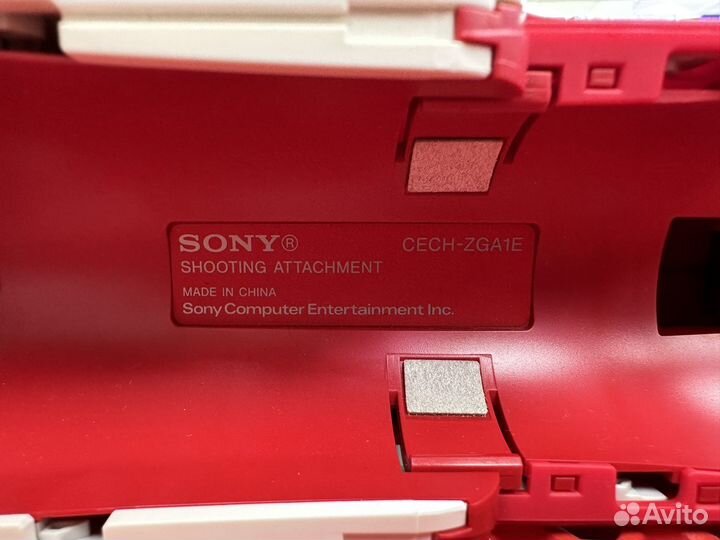 SONY® CECH-ZGA1E
SHOOTING ATTACHMENT
MADE IN CHINA
Sony Computer Entertainment Inc.
Avito